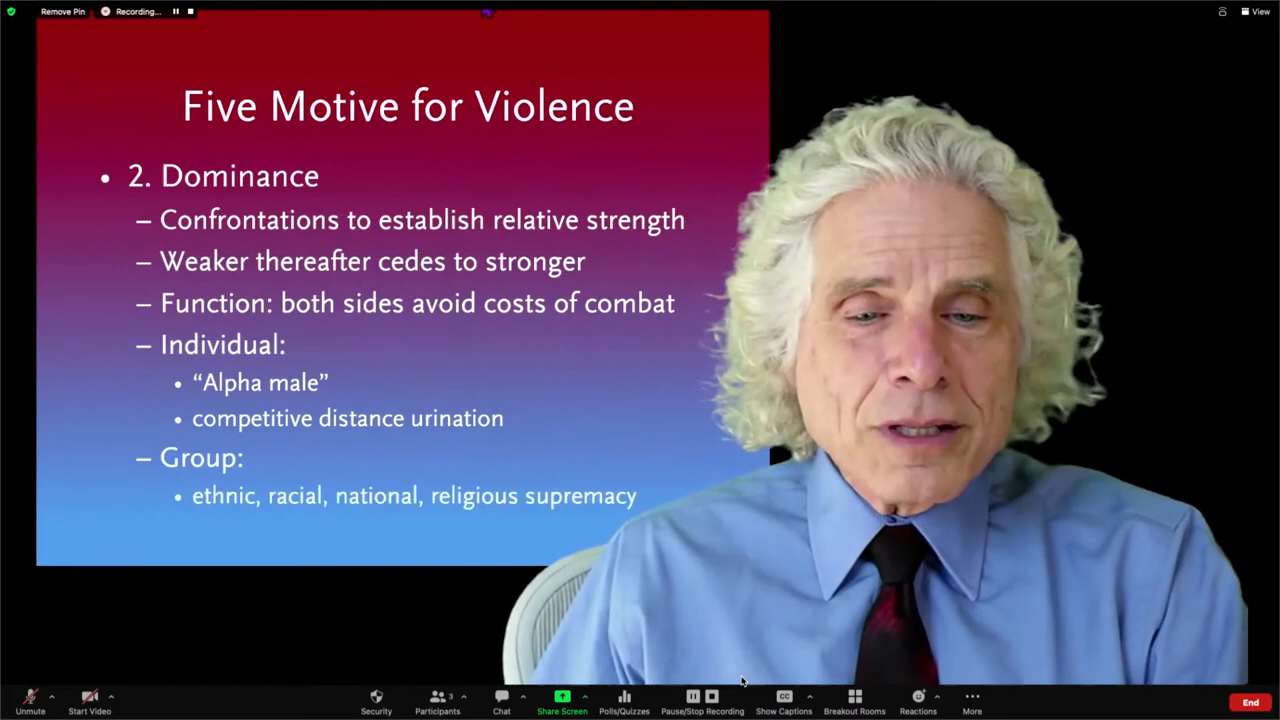 Remove Pin
Recording...
View
Five Motive for Violence
• 2. Dominance
– Confrontations to establish relative strength
– Weaker thereafter cedes to stronger
– Function: both sides avoid costs of combat
– Individual:
• “Alpha male”
• competitive distance urination
– Group:
• ethnic, racial, national, religious supremacy
Unmute
Start Video
Security
Participants 3
Chat
Share Screen
Polls/Quizzes
Pause/Stop Recording
CC
Show Captions
Breakout Rooms
Reactions
More
End